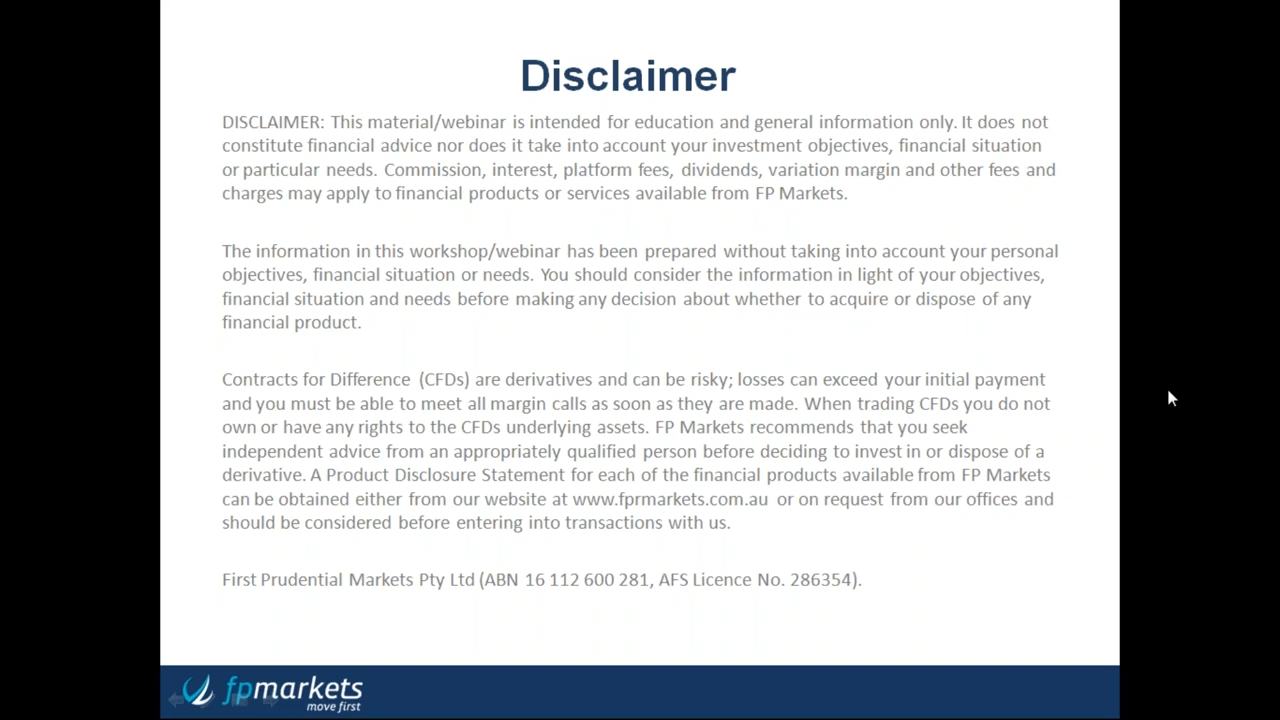 Disclaimer
DISCLAIMER: This material/webinar is intended for education and general information only. It does not
constitute financial advice nor does it take into account your investment objectives, financial situation
or particular needs. Commission, interest, platform fees, dividends, variation margin and other fees and
charges may apply to financial products or services available from FP Markets.
The information in this workshop/webinar has been prepared without taking into account your personal
objectives, financial situation or needs. You should consider the information in light of your objectives,
financial situation and needs before making any decision about whether to acquire or dispose of any
financial product.
Contracts for Difference (CFDs) are derivatives and can be risky; losses can exceed your initial payment
and you must be able to meet all margin calls as soon as they are made. When trading CFDs you do not
own or have any rights to the CFDs underlying assets. FP Markets recommends that you seek
independent advice from an appropriately qualified person before deciding to invest in or dispose of a
derivative. A Product Disclosure Statement for each of the financial products available from FP Markets
can be obtained either from our website at www.fprmarkets.com.au or on request from our offices and
should be considered before entering into transactions with us.
First Prudential Markets Pty Ltd (ABN 16 112 600 281, AFS Licence No. 286354).
fpmarkets
move first